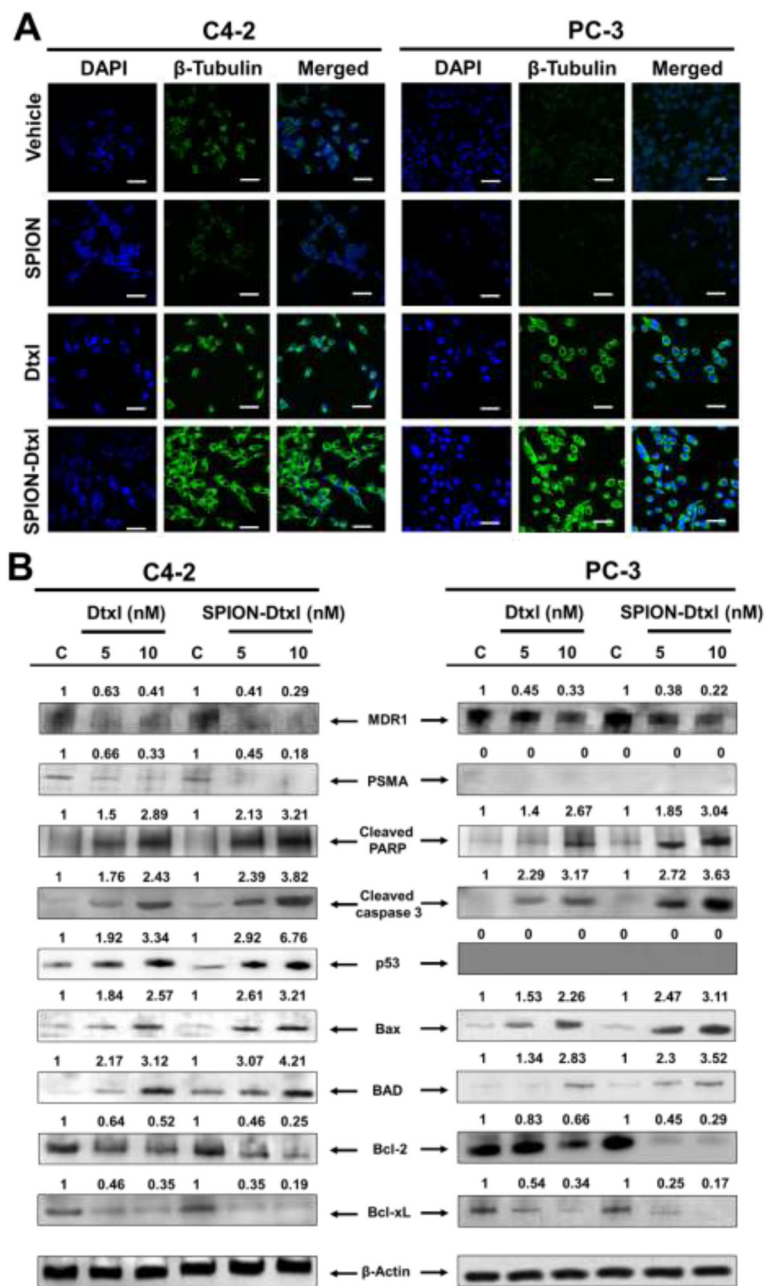 A
C4-2 PC-3
DAPI β-Tubulin Merged DAPI β-Tubulin Merged
Vehicle
SPION
Dtxl
SPION-Dtxl
B
C4-2 PC-3
Dtxl (nM) SPION-Dtxl (nM) Dtxl (nM) SPION-Dtxl (nM)
C 5 10 C 5 10 C 5 10 C 5 10
1 0.63 0.41 1 0.41 0.29 1 0.45 0.33 1 0.38 0.22
MDR1
1 0.66 0.33 1 0.45 0.18 0 0 0 0 0 0
PSMA
1 1.5 2.89 1 2.13 3.21 1 1.4 2.67 1 1.85 3.04
Cleaved
PARP
1 1.76 2.43 1 2.39 3.82 1 2.29 3.17 1 2.72 3.63
Cleaved
caspase 3
1 1.92 3.34 1 2.92 6.76 0 0 0 0 0 0
p53
1 1.84 2.57 1 2.61 3.21 1 1.53 2.26 1 2.47 3.11
Bax
1 2.17 3.12 1 3.07 4.21 1 1.34 2.83 1 2.3 3.52
BAD
1 0.64 0.52 1 0.46 0.25 1 0.83 0.66 1 0.45 0.29
Bcl-2
1 0.46 0.35 1 0.35 0.19 1 0.54 0.34 1 0.25 0.17
Bcl-xL
β-Actin